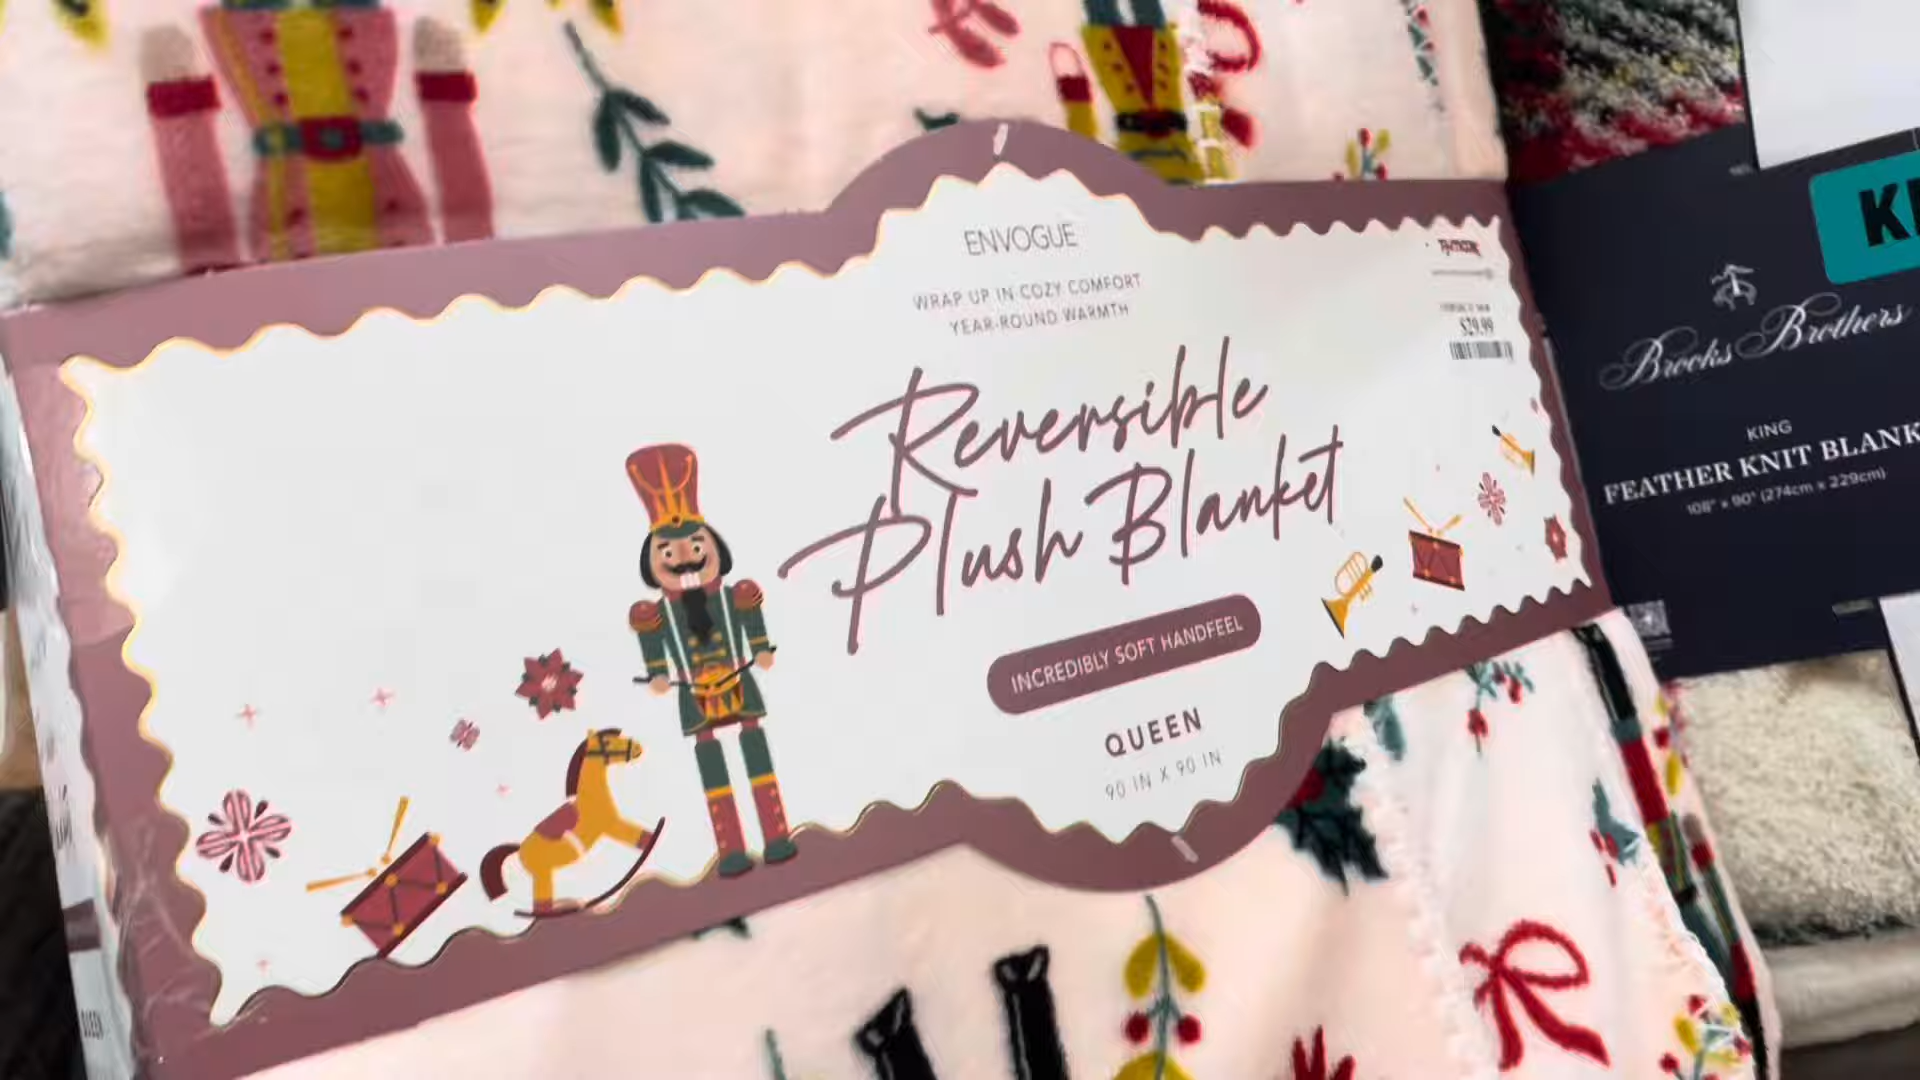 ENVOGUE
WRAP UP IN COZY COMFORT
YEAR-ROUND WARMTH
Reversible
Plush Blanket
INCREDIBLY SOFT HANDFEEL
QUEEN
90 IN X 90 IN
$29.99
QUEEN
Brooks Brothers
KING
FEATHER KNIT BLANK
108" x 90" (274cm x 229cm)